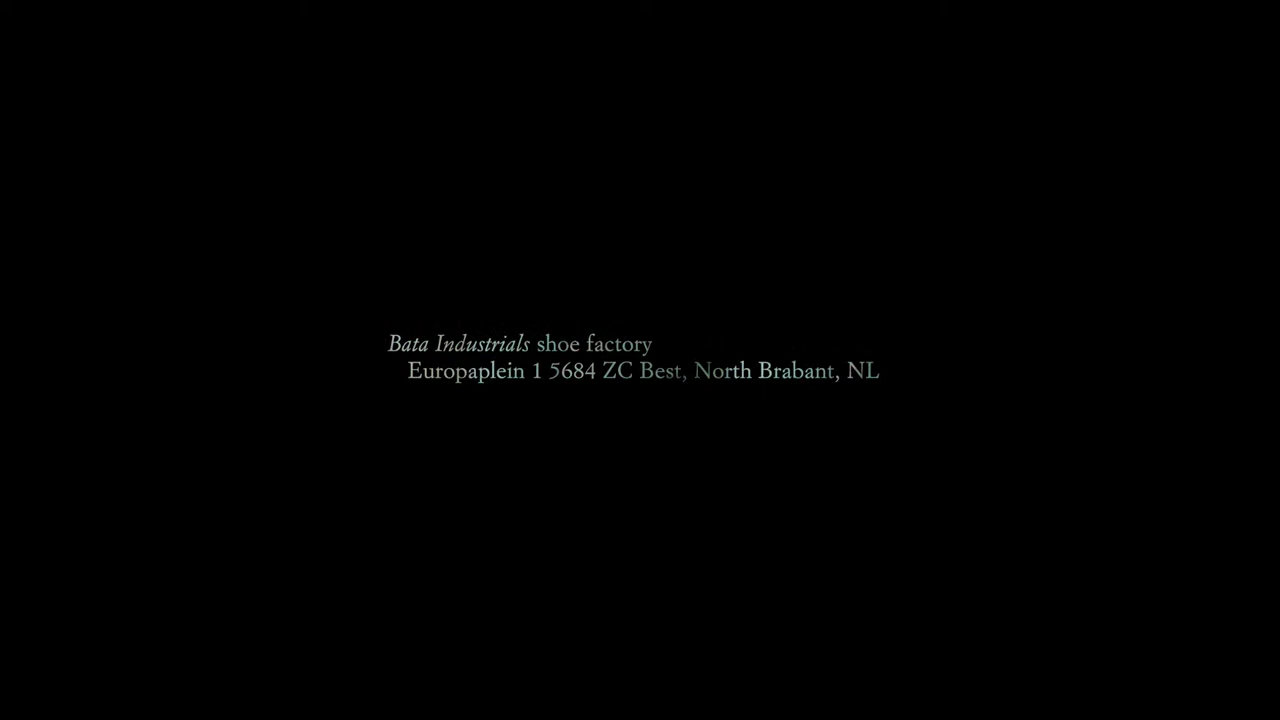 Bata Industrials shoe factory
Europaplein 1 5684 ZC Best, North Brabant, NL